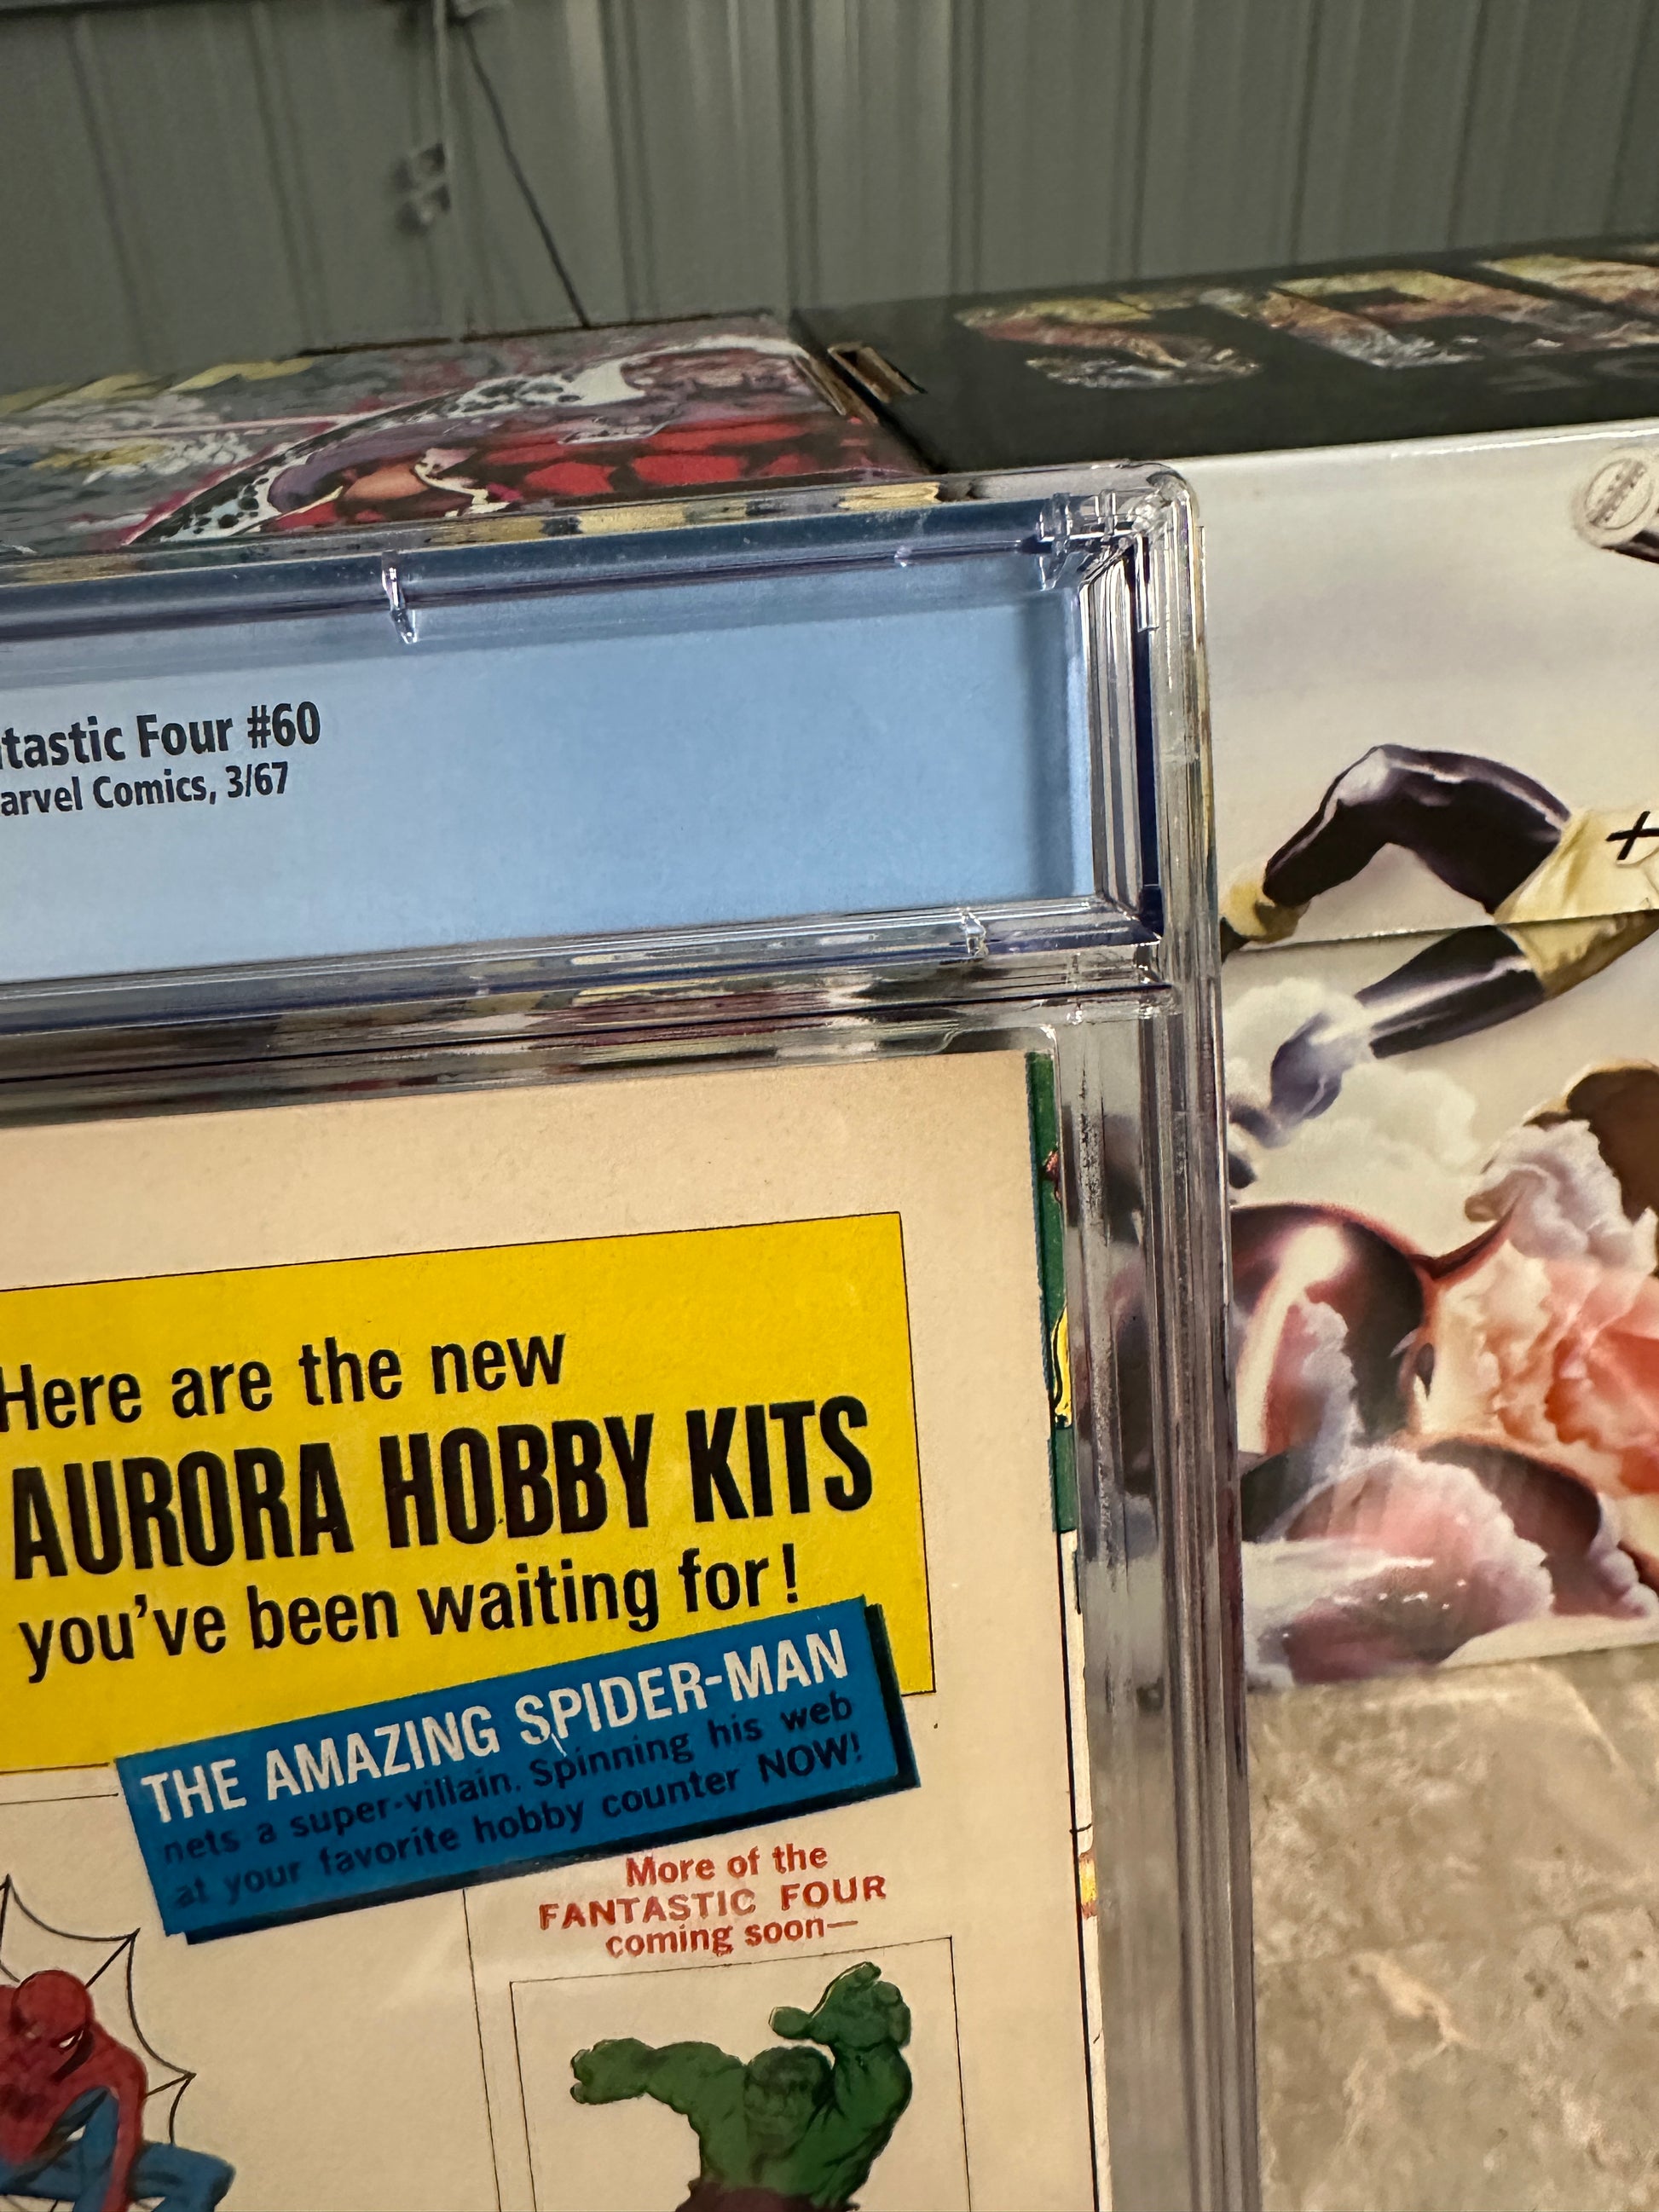 tastic Four #60
arvel Comics, 3/67
Here are the new
AURORA HOBBY KITS
you've been waiting for!
THE AMAZING SPIDER-MAN
nets a super-villain. Spinning his web
at your favorite hobby counter NOW!
More of the
FANTASTIC FOUR
coming soon—